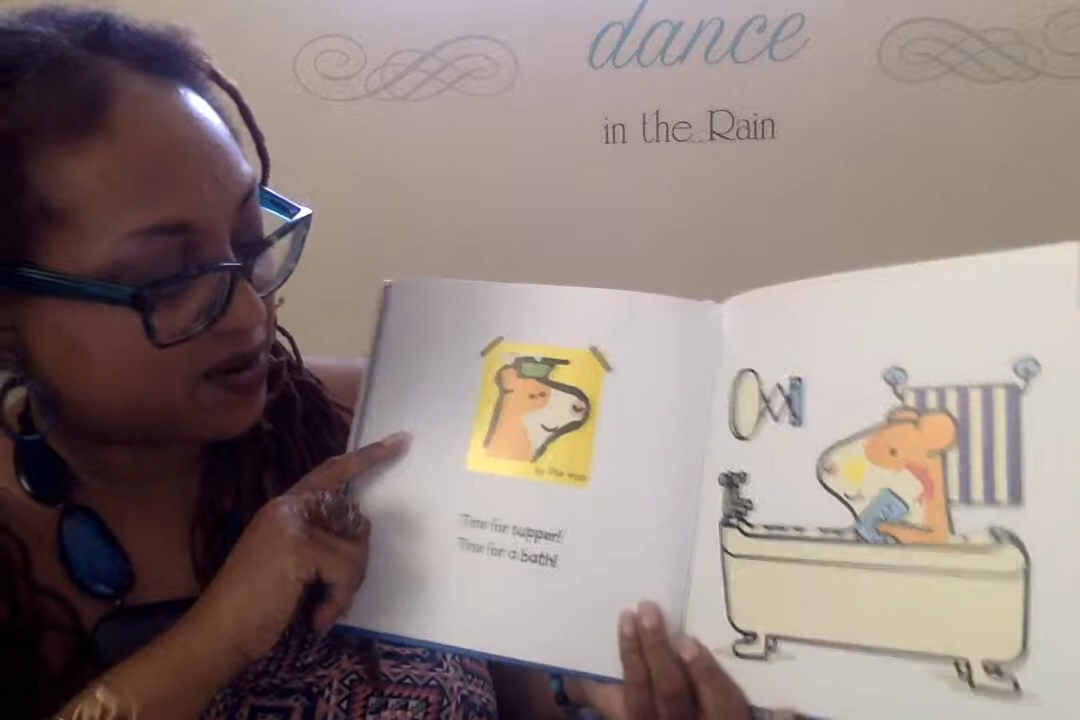 dance
in the Rain
Time for supper!
Time for a bath!